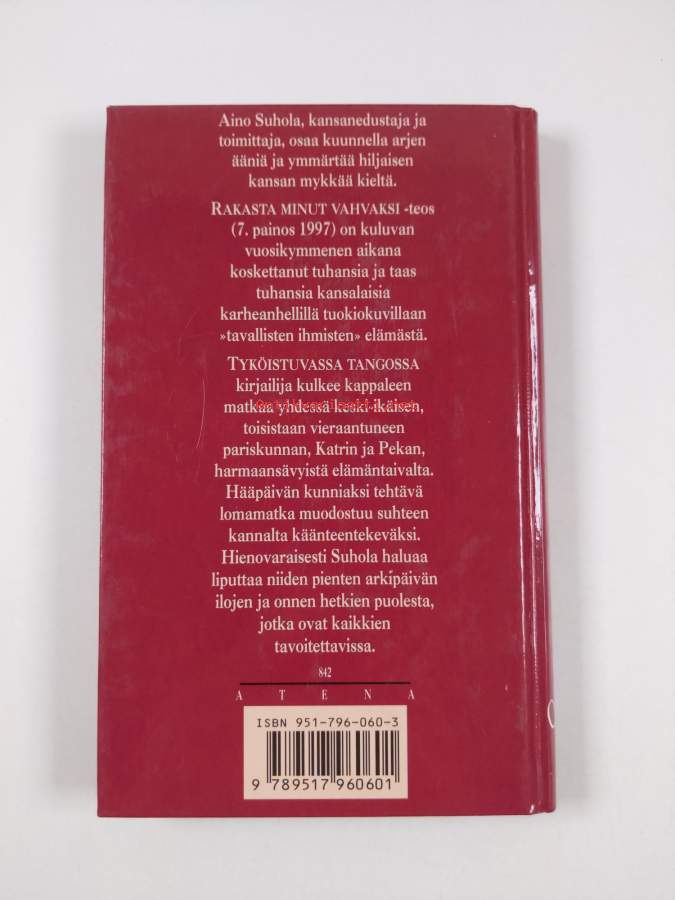 Aino Suhola, kansanedustaja ja
toimittaja, osaa kuunnella arjen
ääniä ja ymmärtää hiljaisen
kansan mykkää kieltä.
RAKASTA MINUT VAHVAKSI -teos
(7. painos 1997) on kuluvan
vuosikymmenen aikana
koskettanut tuhansia ja taas
tuhansia kansalaisia
karheanhellillä tuokiokuvillaan
»tavallisten ihmisten» elämästä.
TYKÖISTUVASSA TANGOSSA
kirjailija kulkee kappaleen
matkaa yhdessä keski-ikäisen,
toisistaan vieraantuneen
pariskunnan, Katrin ja Pekan,
harmaansävyistä elämäntaivalta.
Hääpäivän kunniaksi tehtävä
lomamatka muodostuu suhteen
kannalta käänteentekeväksi.
Hienovaraisesti Suhola haluaa
liputtaa niiden pienten arkipäivän
ilojen ja onnen hetkien puolesta,
jotka ovat kaikkien
tavoitettavissa.
842
ATENA
ISBN 951-796-060-3
9 789517 960601